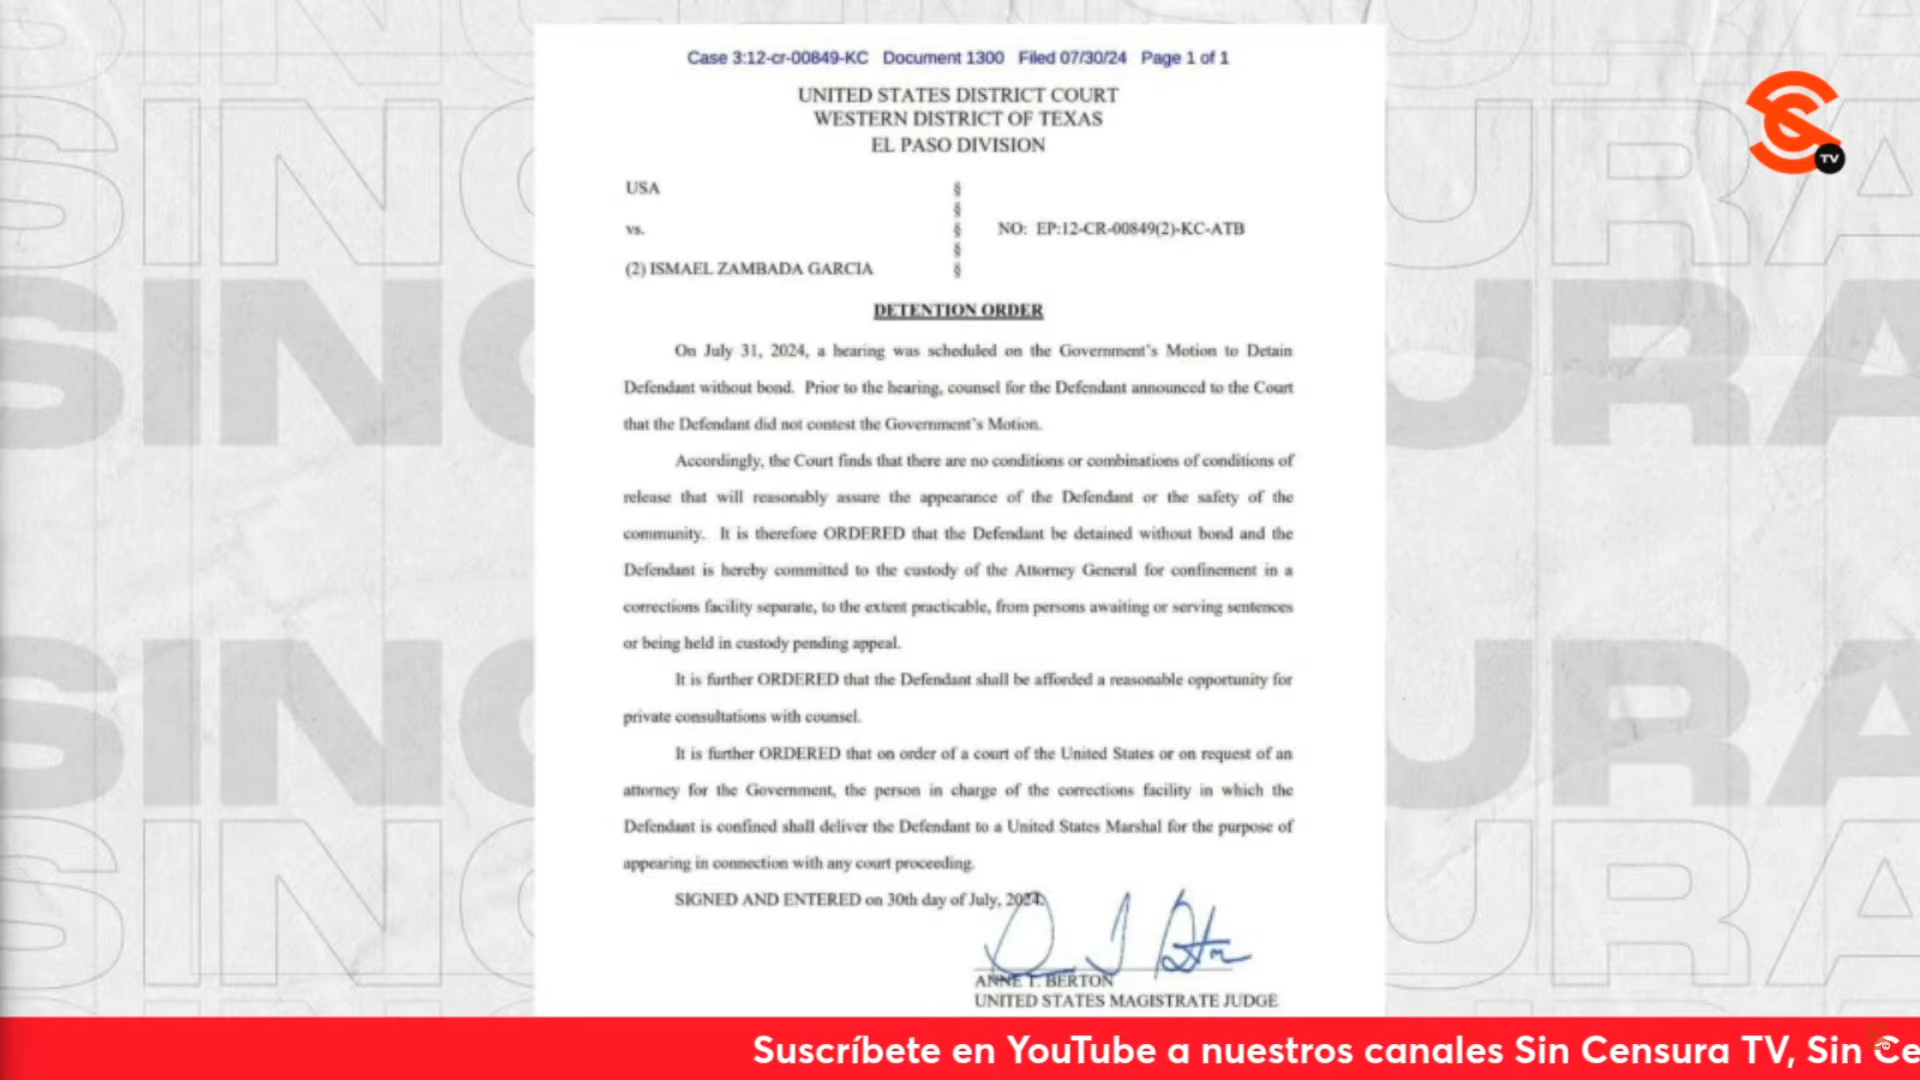 Case 3:12-cr-00849-KC Document 1300 Filed 07/30/24 Page 1 of 1
UNITED STATES DISTRICT COURT
WESTERN DISTRICT OF TEXAS
EL PASO DIVISION
USA §
§
vs. § NO: EP:12-CR-00849(2)-KC-ATB
§
(2) ISMAEL ZAMBADA GARCIA §
DETENTION ORDER
On July 31, 2024, a hearing was scheduled on the Government's Motion to Detain
Defendant without bond. Prior to the hearing, counsel for the Defendant announced to the Court
that the Defendant did not contest the Government's Motion.
Accordingly, the Court finds that there are no conditions or combinations of conditions of
release that will reasonably assure the appearance of the Defendant or the safety of the
community. It is therefore ORDERED that the Defendant be detained without bond and the
Defendant is hereby committed to the custody of the Attorney General for confinement in a
corrections facility separate, to the extent practicable, from persons awaiting or serving sentences
or being held in custody pending appeal.
It is further ORDERED that the Defendant shall be afforded a reasonable opportunity for
private consultations with counsel.
It is further ORDERED that on order of a court of the United States or on request of an
attorney for the Government, the person in charge of the corrections facility in which the
Defendant is confined shall deliver the Defendant to a United States Marshal for the purpose of
appearing in connection with any court proceeding.
SIGNED AND ENTERED on 30th day of July, 2024.
ANNE T. BERTON
UNITED STATES MAGISTRATE JUDGE
TV
SINC URA
SINC URA
SINC URA
SINC URA
Suscríbete en YouTube a nuestros canales Sin Censura TV, Sin Ce